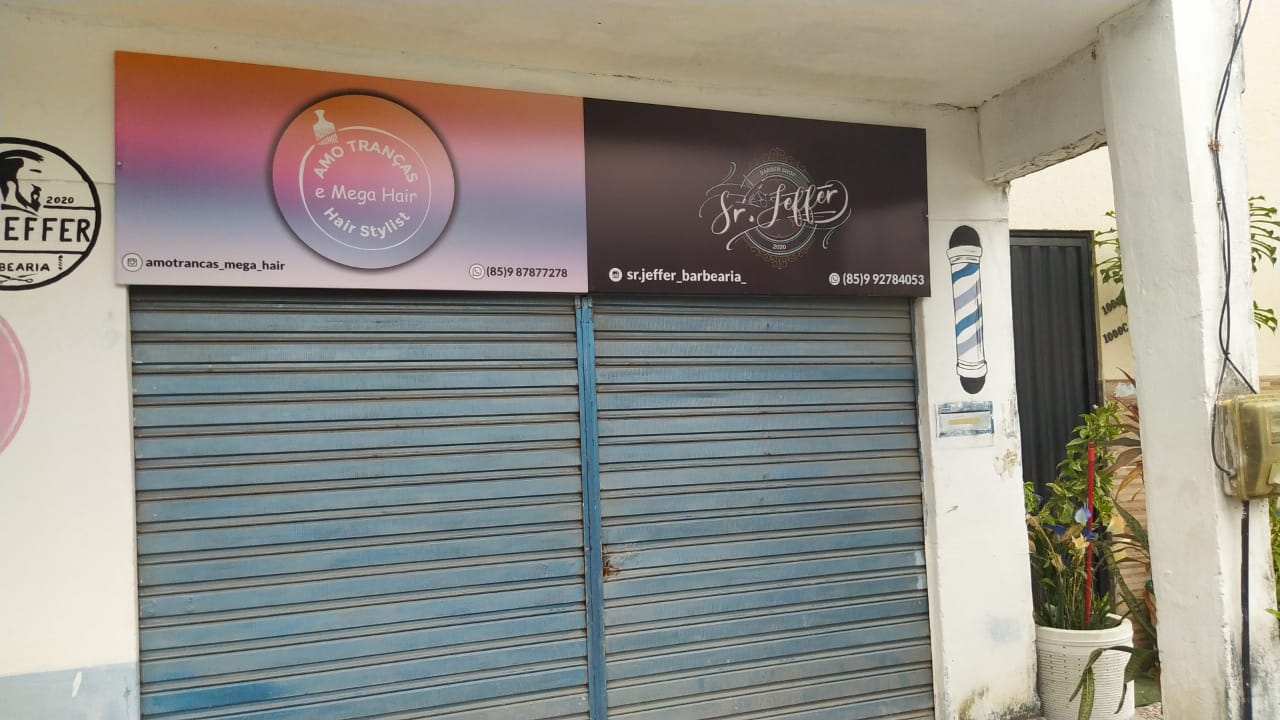 2020
EFFER
BEARIA
AMO TRANÇAS
e Mega Hair
Hair Stylist
amotrancas_mega_hair
(85)9 87877278
BARBER SHOP
Sr. Jeffer
2020
sr.jeffer_barbearia_
(85)9 92784053